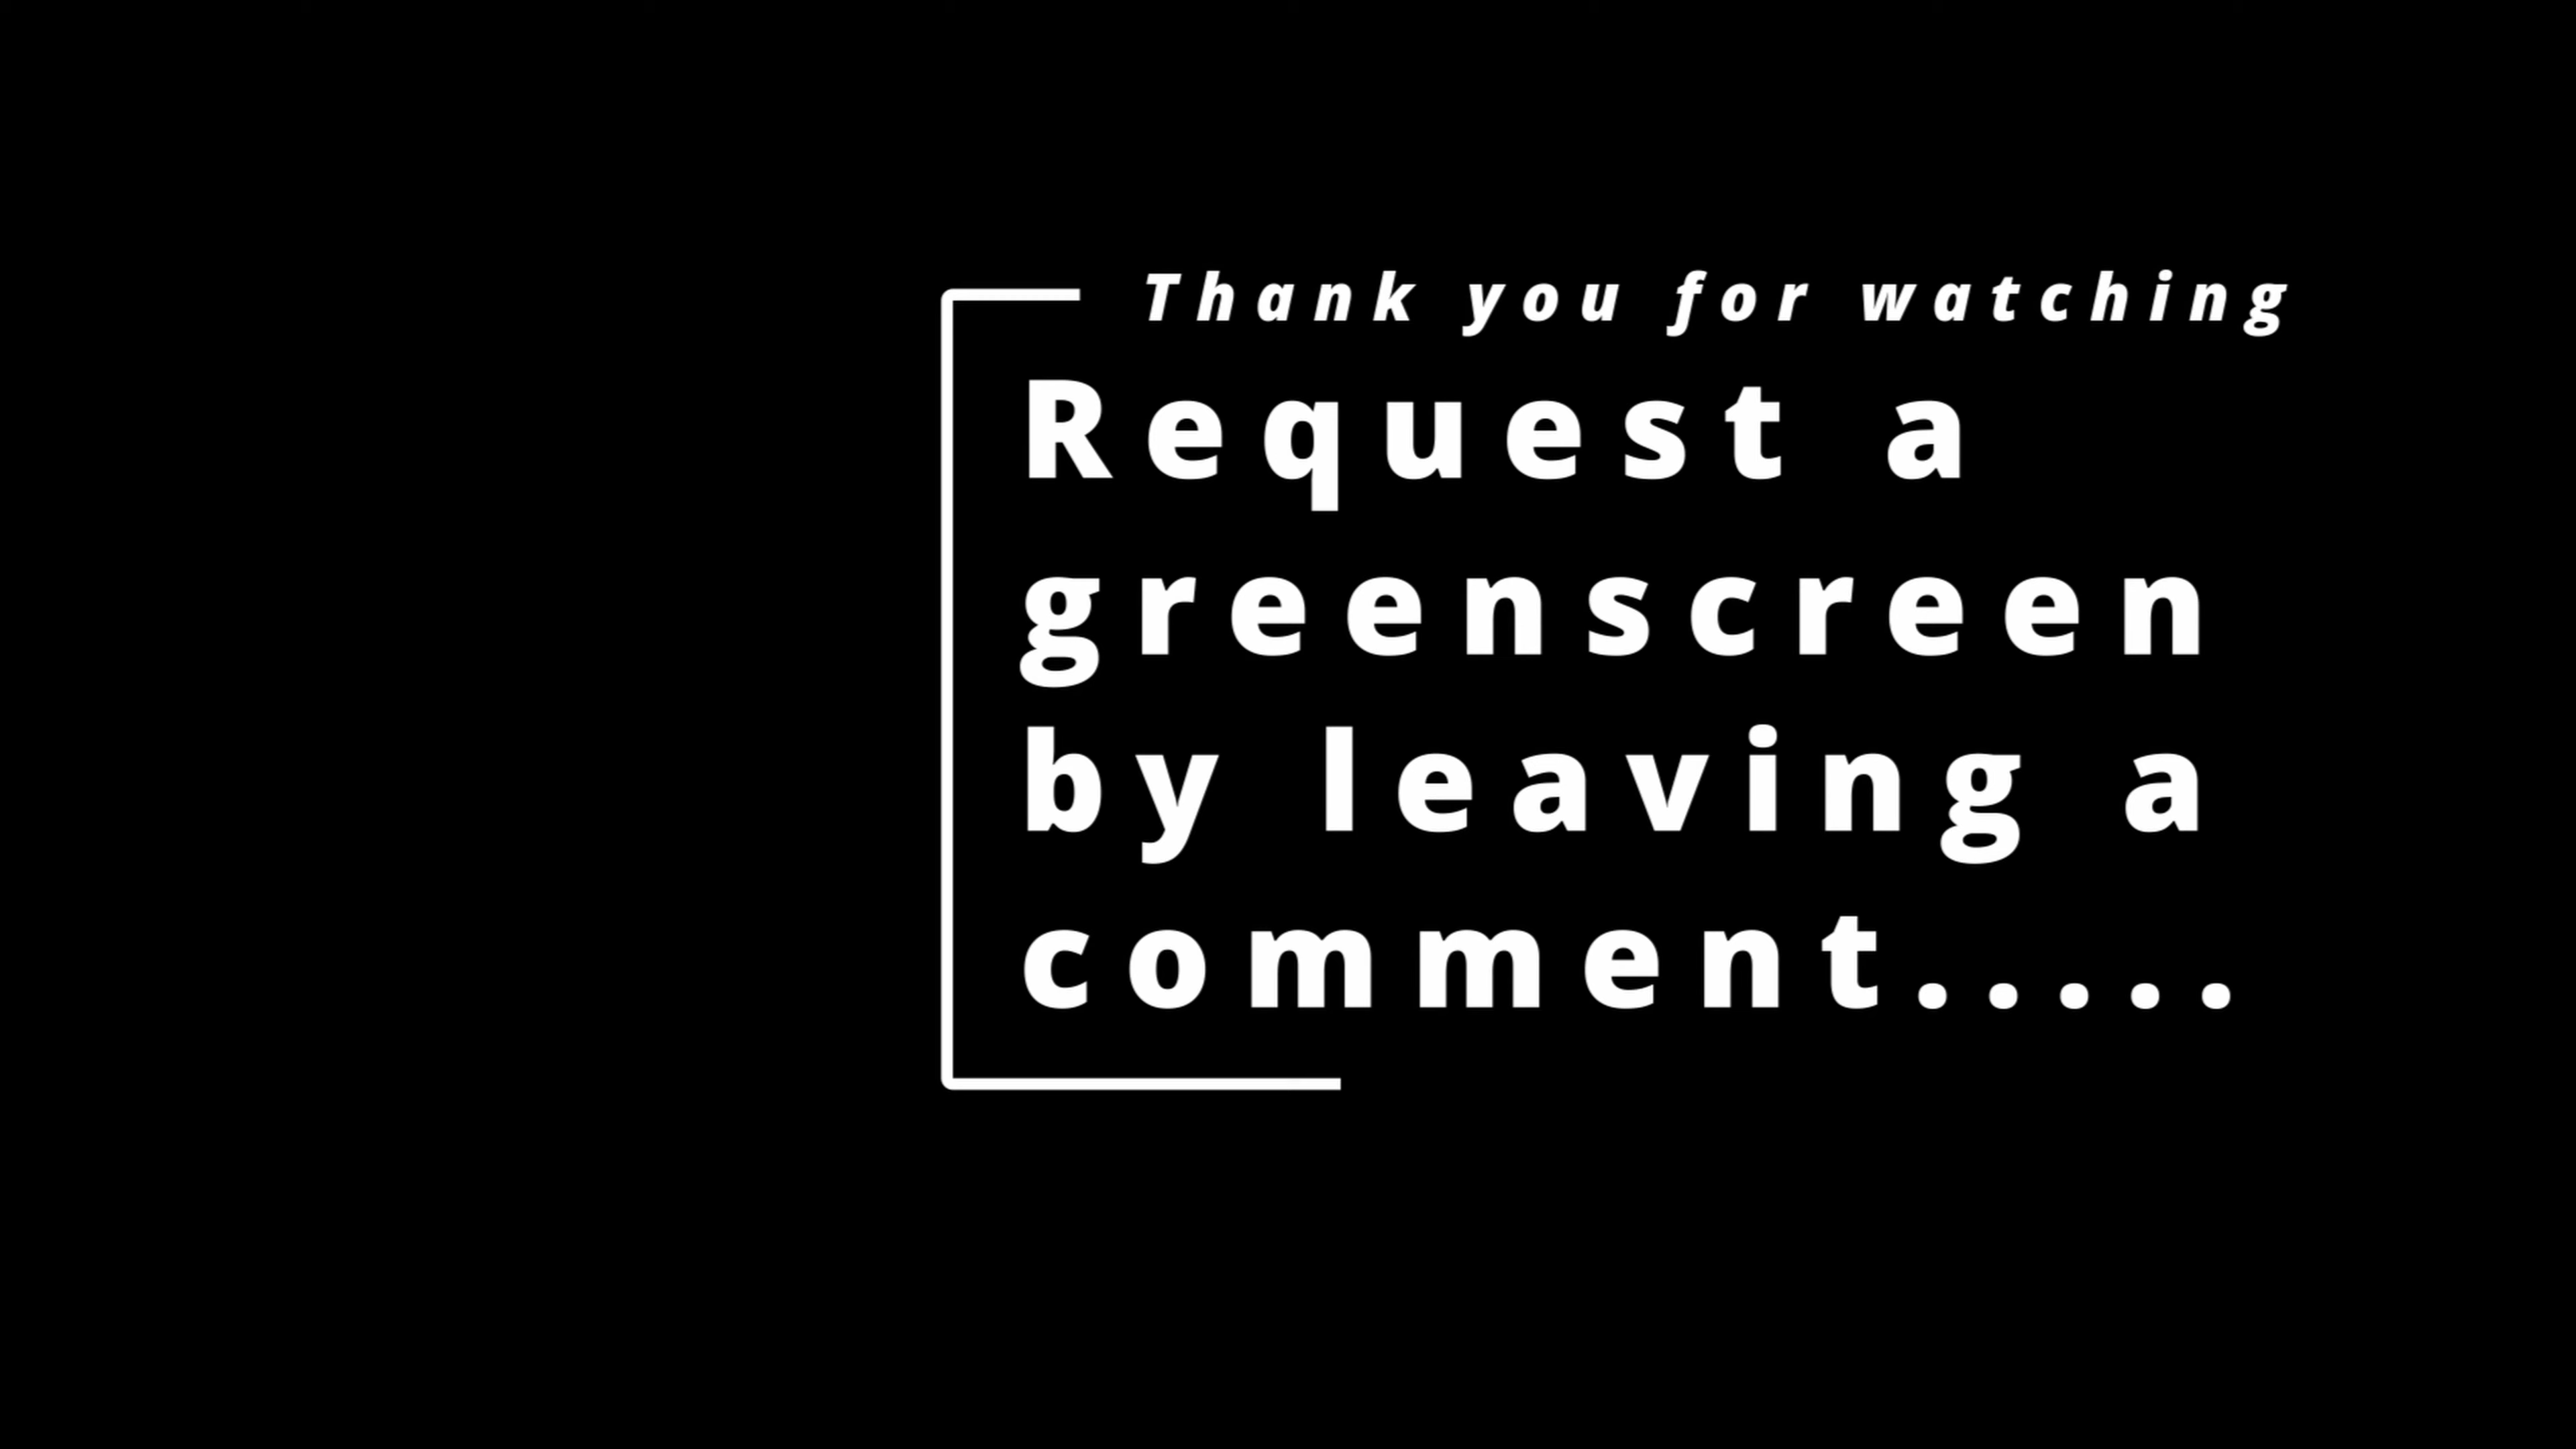 Thank you for watching
Request a
greenscreen
by leaving a
comment.....